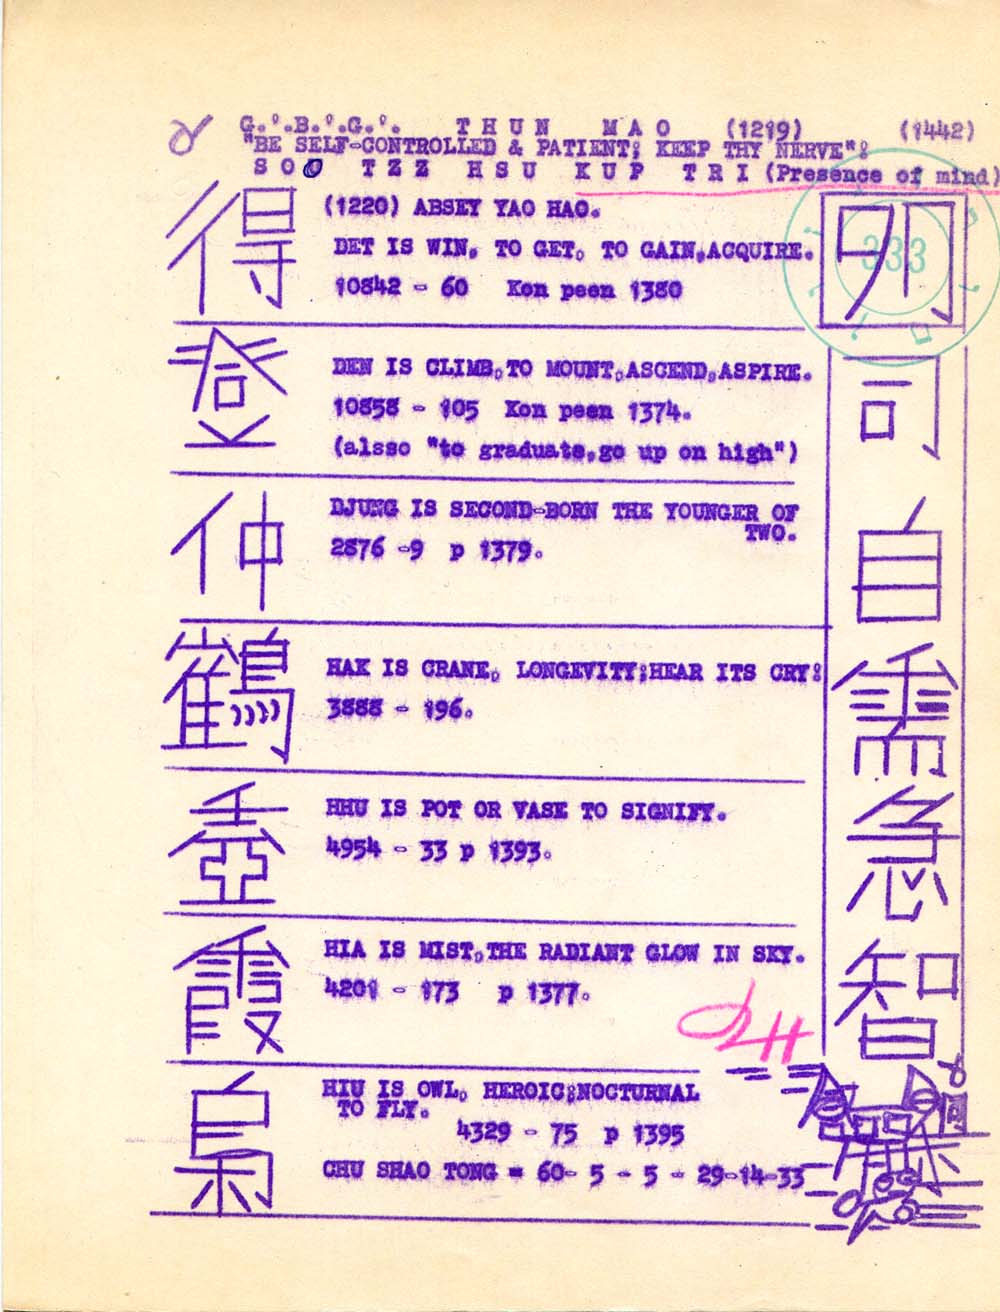 G.'.B.'.G.'. THUN MAO (1219) (1442)
"BE SELF-CONTROLLED & PATIENT; KEEP THY NERVE"!
SOO TZZ HSU KUP TRI (Presence of mind)
得 (1220) ABSEY YAO HAO.
DET IS WIN, TO GET, TO GAIN,ACQUIRE.
10842 - 60 Kon peen 1380
登 DEN IS CLIMB,TO MOUNT,ASCEND,ASPIRE.
10858 - 105 Kon peen 1374.
(alsso "to graduate,go up on high")
仲 DJUNG IS SECOND-BORN THE YOUNGER OF
TWO.
2876 -9 p 1379.
鶴 HAK IS CRANE, LONGEVITY;HEAR ITS CRY!
3888 - 196.
壺 HHU IS POT OR VASE TO SIGNIFY.
4954 - 33 p 1393.
霞 HIA IS MIST,THE RADIANT GLOW IN SKY.
4201 - 173 p 1377.
梟 HIU IS OWL, HEROIC;NOCTURNAL
TO FLY.
4329 - 75 p 1395
CHU SHAO TONG = 60- 5 - 5 - 29-14-33
333
卯
司
自
需
急
智